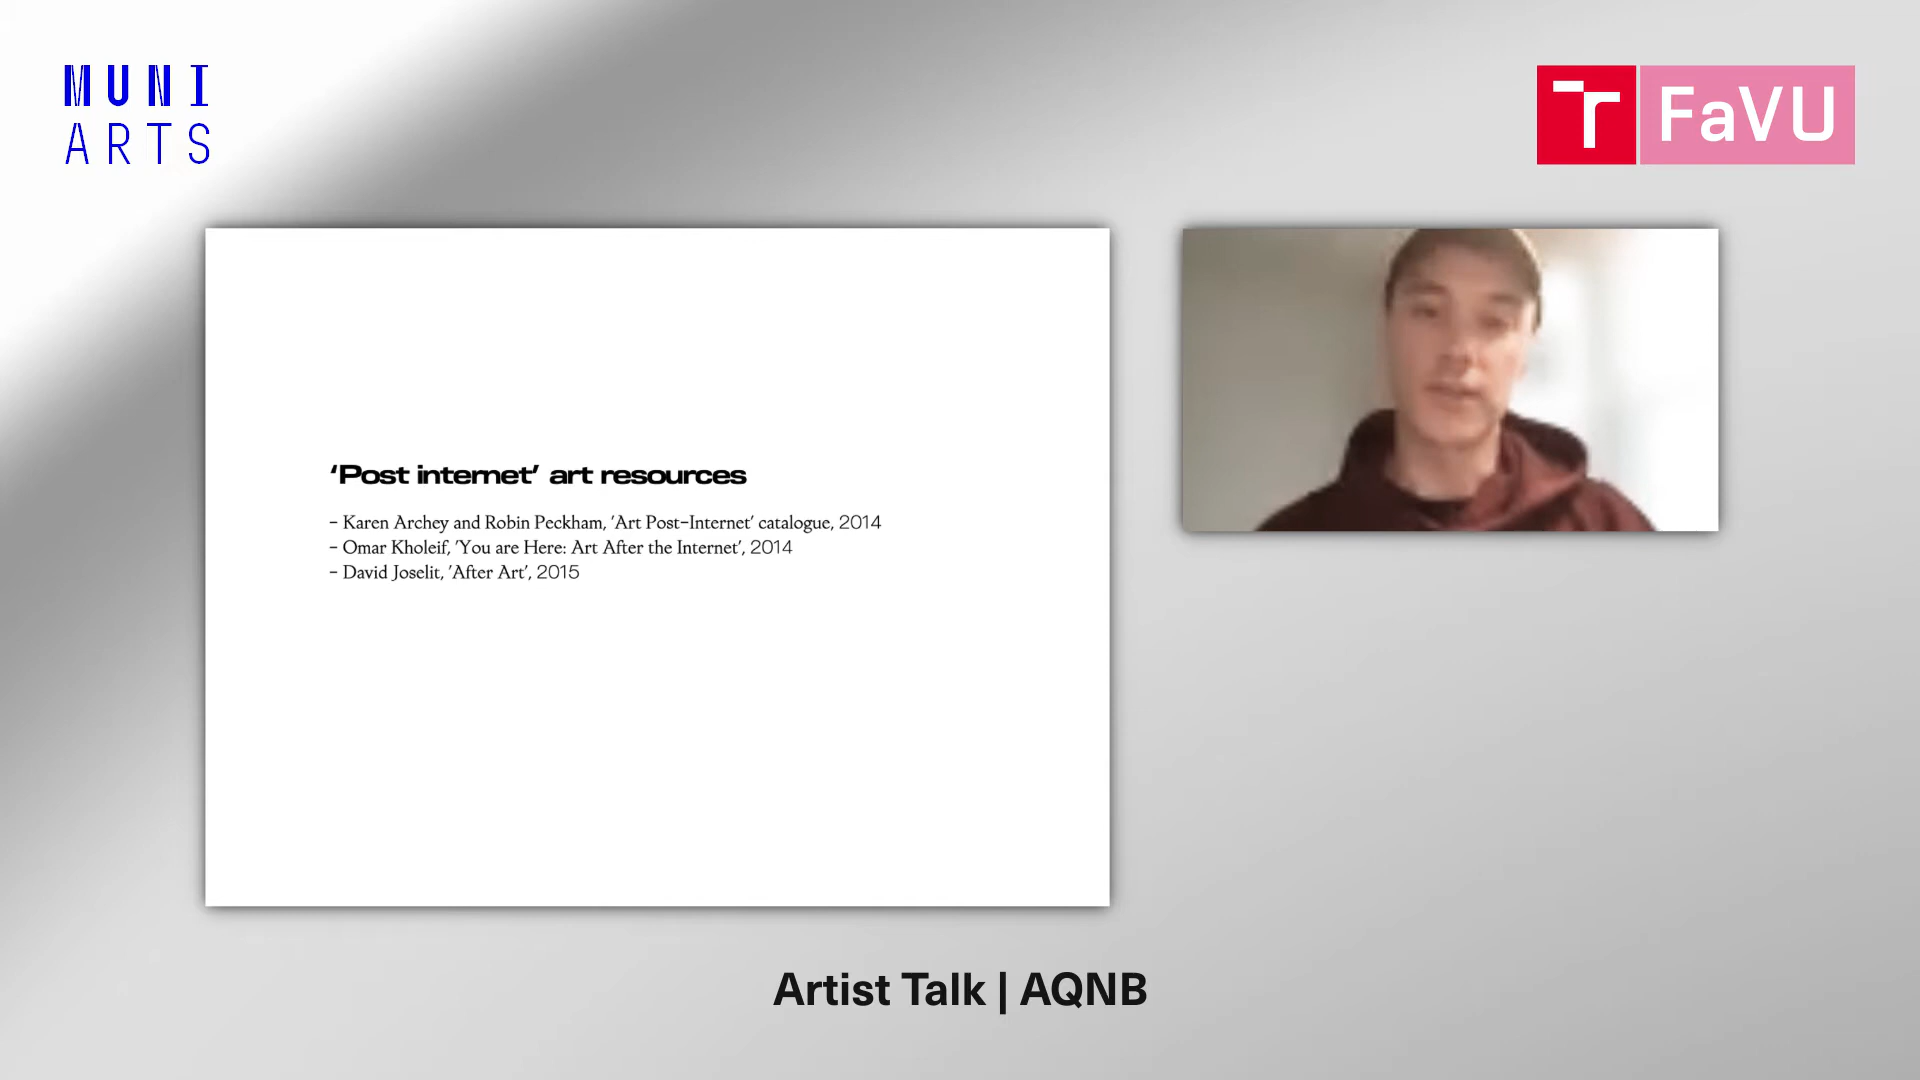 MUNI
ARTS
FaVU
‘Post internet’ art resources
- Karen Archey and Robin Peckham, ‘Art Post-Internet’ catalogue, 2014
- Omar Kholeif, ‘You are Here: Art After the Internet’, 2014
- David Joselit, ‘After Art’, 2015
Artist Talk | AQNB